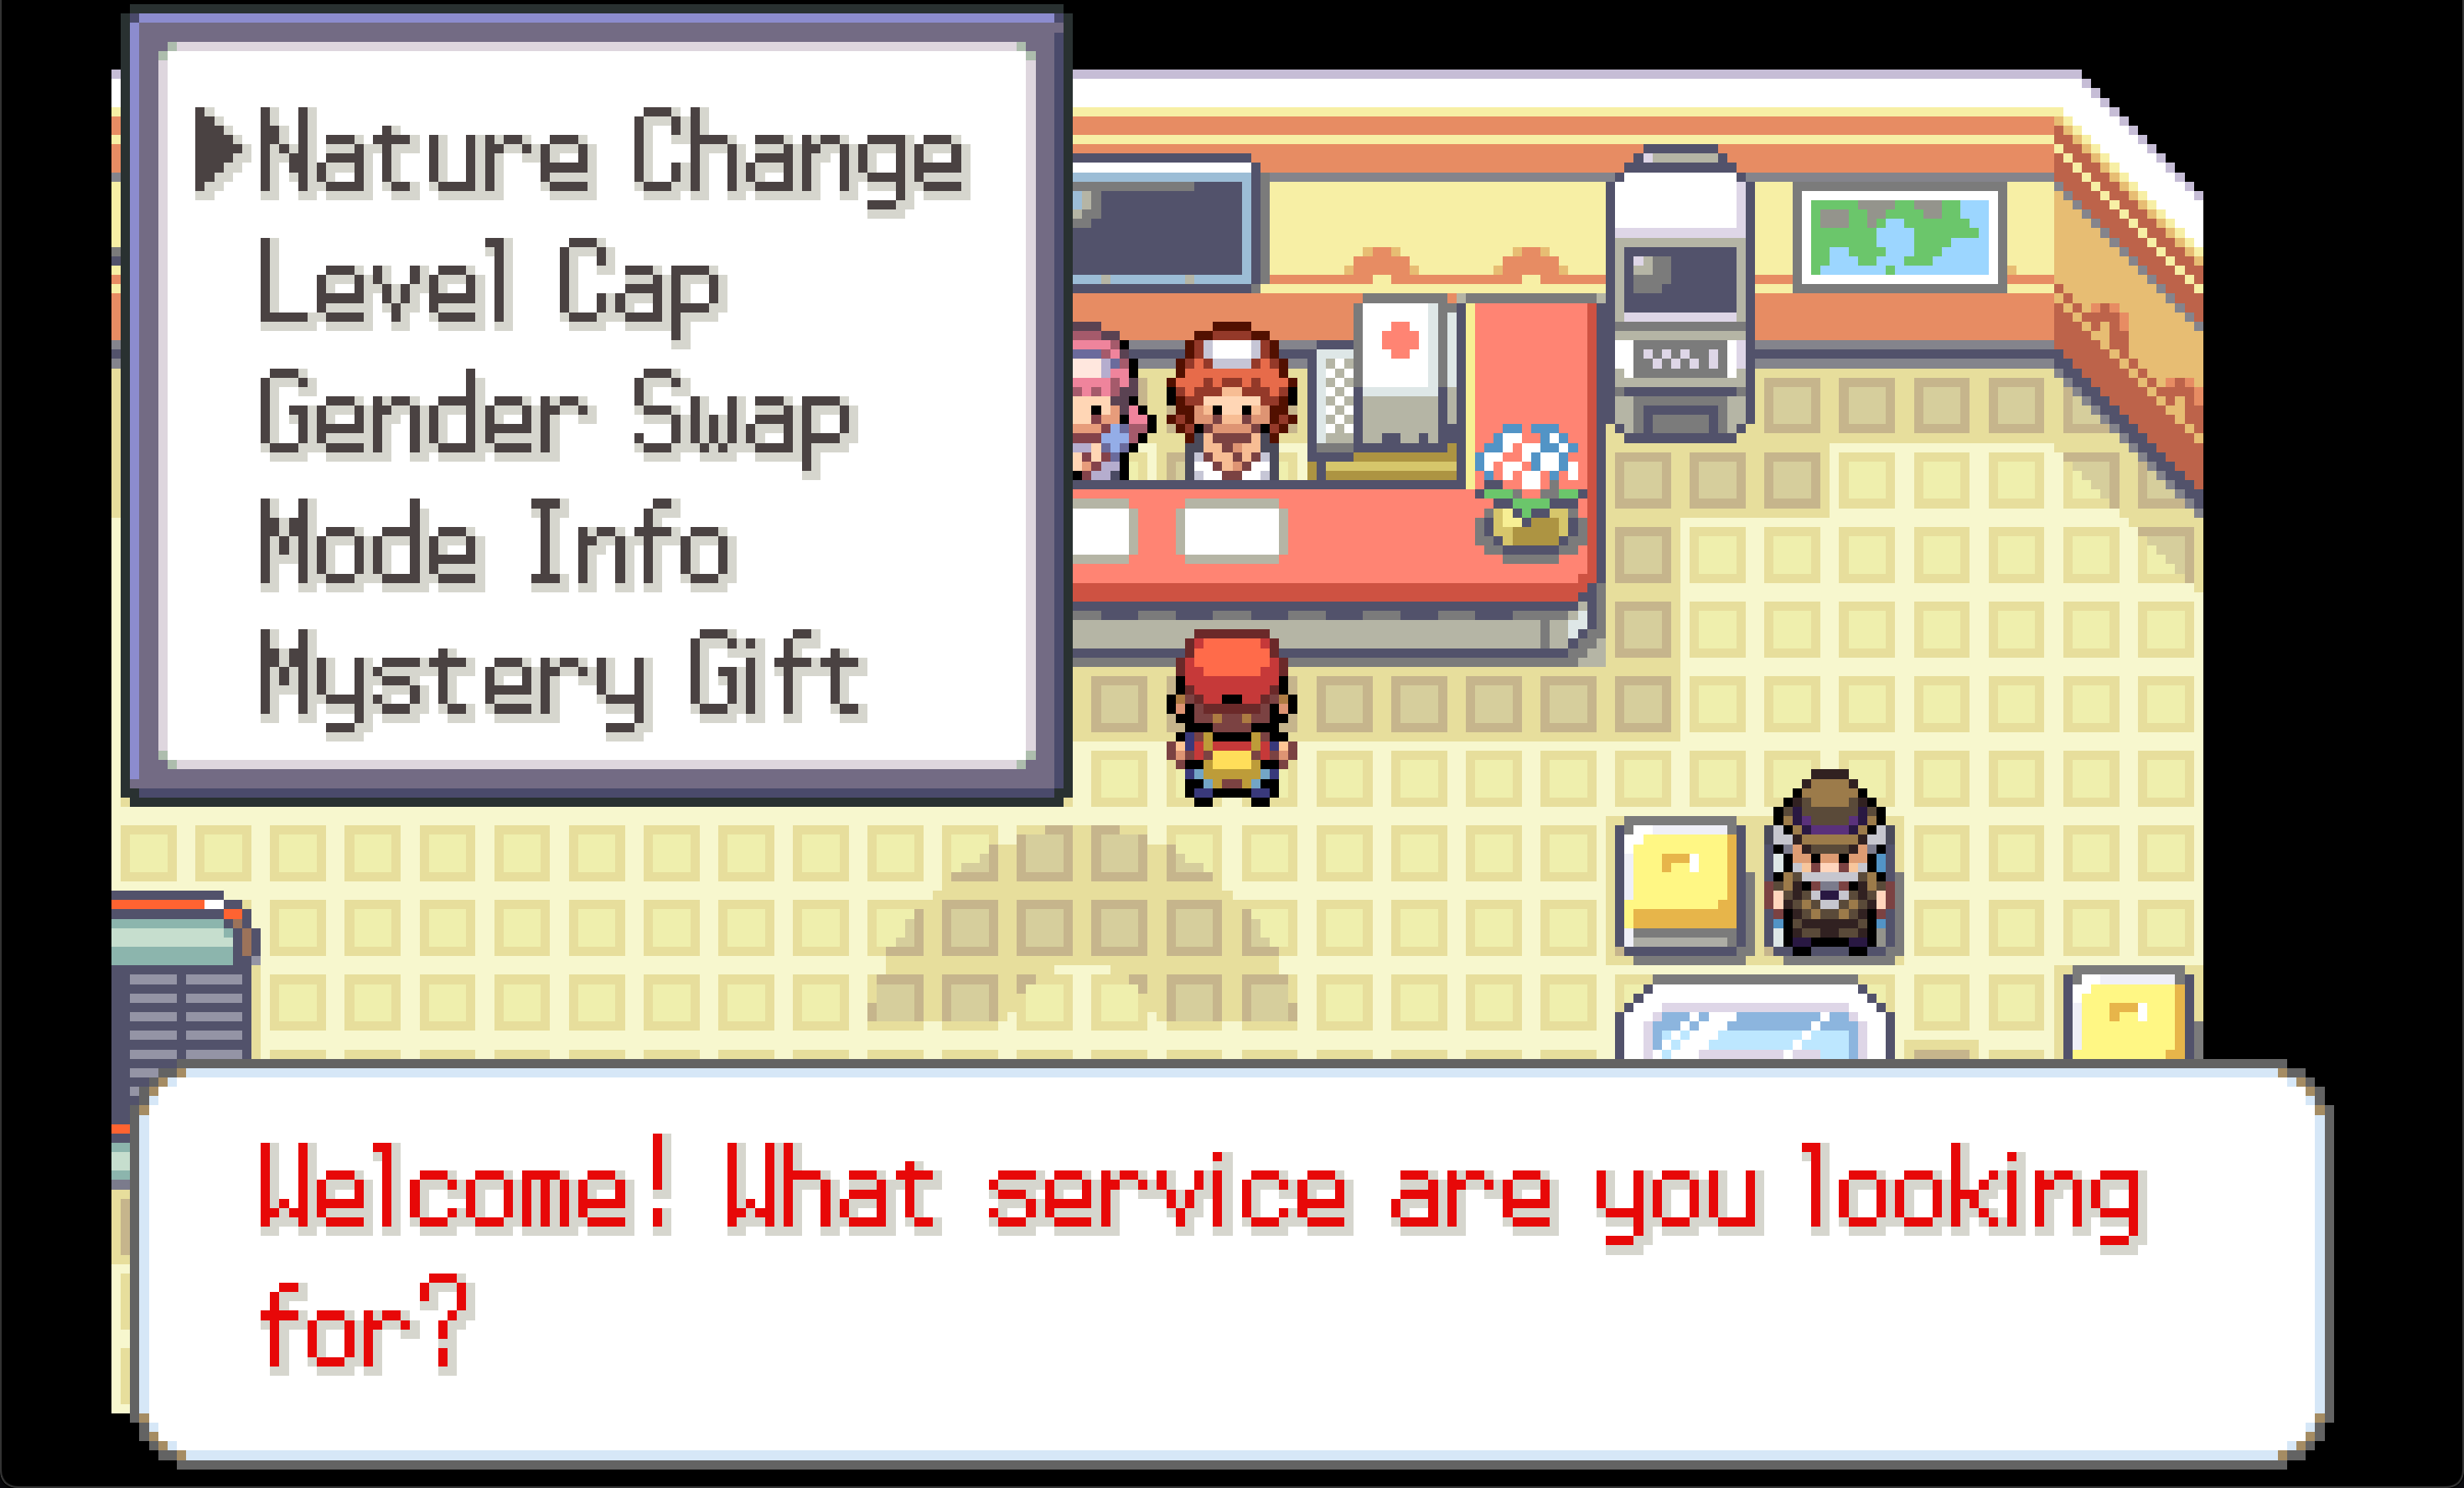 Nature Change
Level Cap
Gender Swap
Mode Info
Mystery Gift
Welcome! What service are you looking
for?